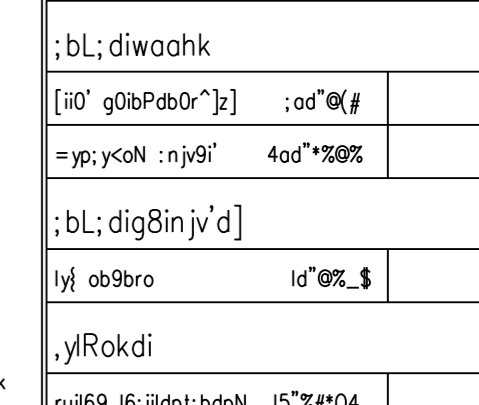 ;bL;diwaahk
[ii0' g0ibPdb0r^]z] ;ad"@(#
=yp;y<oN :njv9i' 4ad"*%@%
;bL;dig8injv'd]
ly{ ob9bro ld"@%_$
,ylRokdi
x